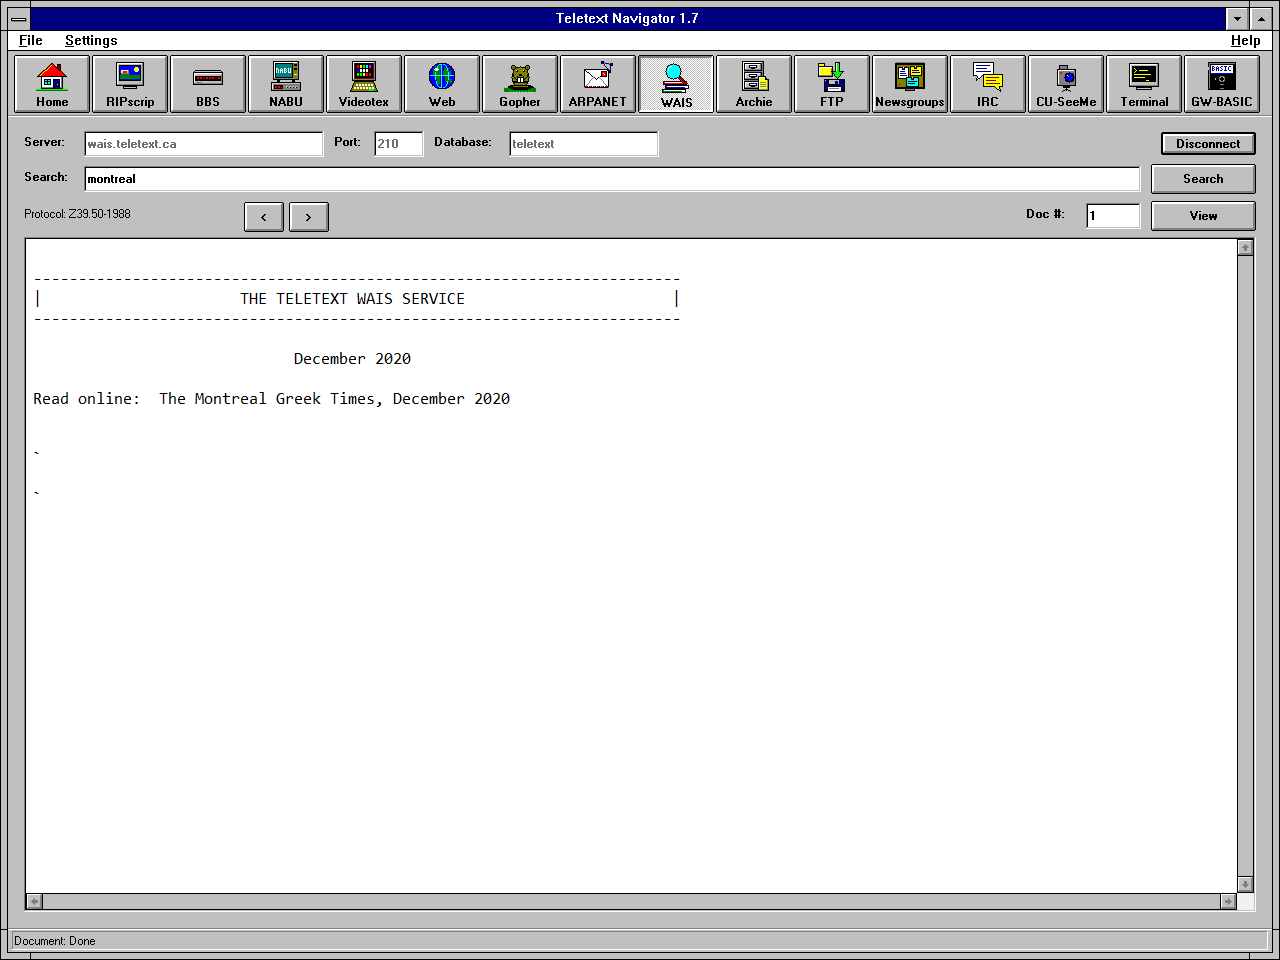 Teletext Navigator 1.7
File Settings Help
Home RIPscrip BBS NABU Videotex Web Gopher ARPANET WAIS Archie FTP Newsgroups IRC CU-SeeMe Terminal GW-BASIC
Server: wais.teletext.ca Port: 210 Database: teletext Disconnect
Search: montreal Search
Protocol: Z39.50-1988 < > Doc #: 1 View
------------------------------------------------------------------------
| THE TELETEXT WAIS SERVICE |
------------------------------------------------------------------------
December 2020
Read online: The Montreal Greek Times, December 2020
`
`
Document: Done